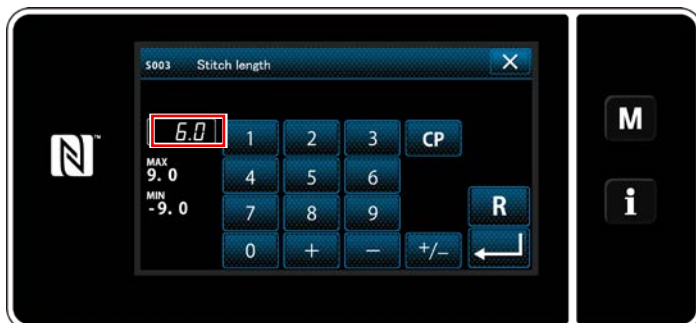 S003 Stitch length
6.0
1 2 3 CP
MAX
9.0
4 5 6
MIN
-9.0
7 8 9 R
0 + − +/−
M
i
N